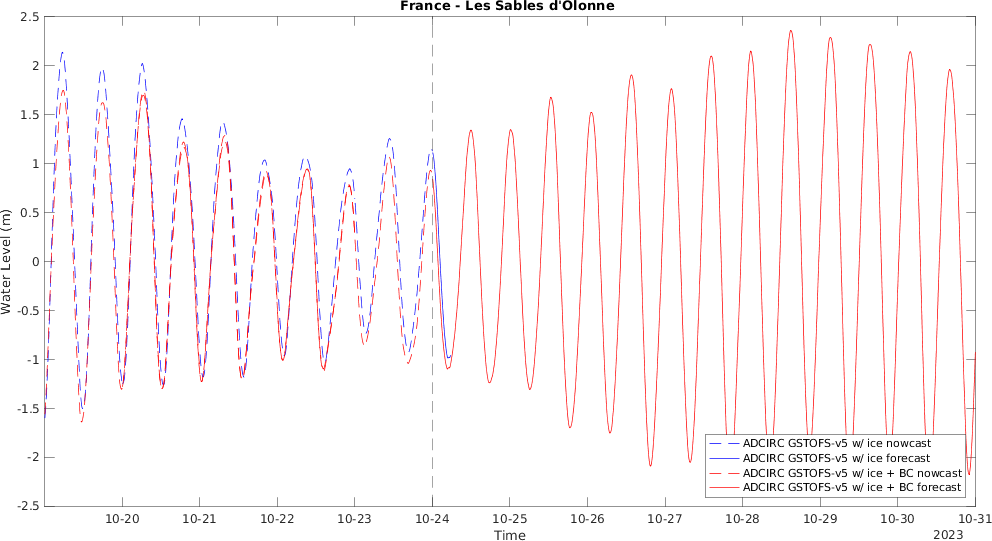 France - Les Sables d'Olonne
2.5
2
1.5
1
0.5
0
-0.5
-1
-1.5
-2
-2.5
Water Level (m)
ADCIRC GSTOFS-v5 w/ ice nowcast
ADCIRC GSTOFS-v5 w/ ice forecast
ADCIRC GSTOFS-v5 w/ ice + BC nowcast
ADCIRC GSTOFS-v5 w/ ice + BC forecast
10-20 10-21 10-22 10-23 10-24 10-25 10-26 10-27 10-28 10-29 10-30 10-31
Time
2023